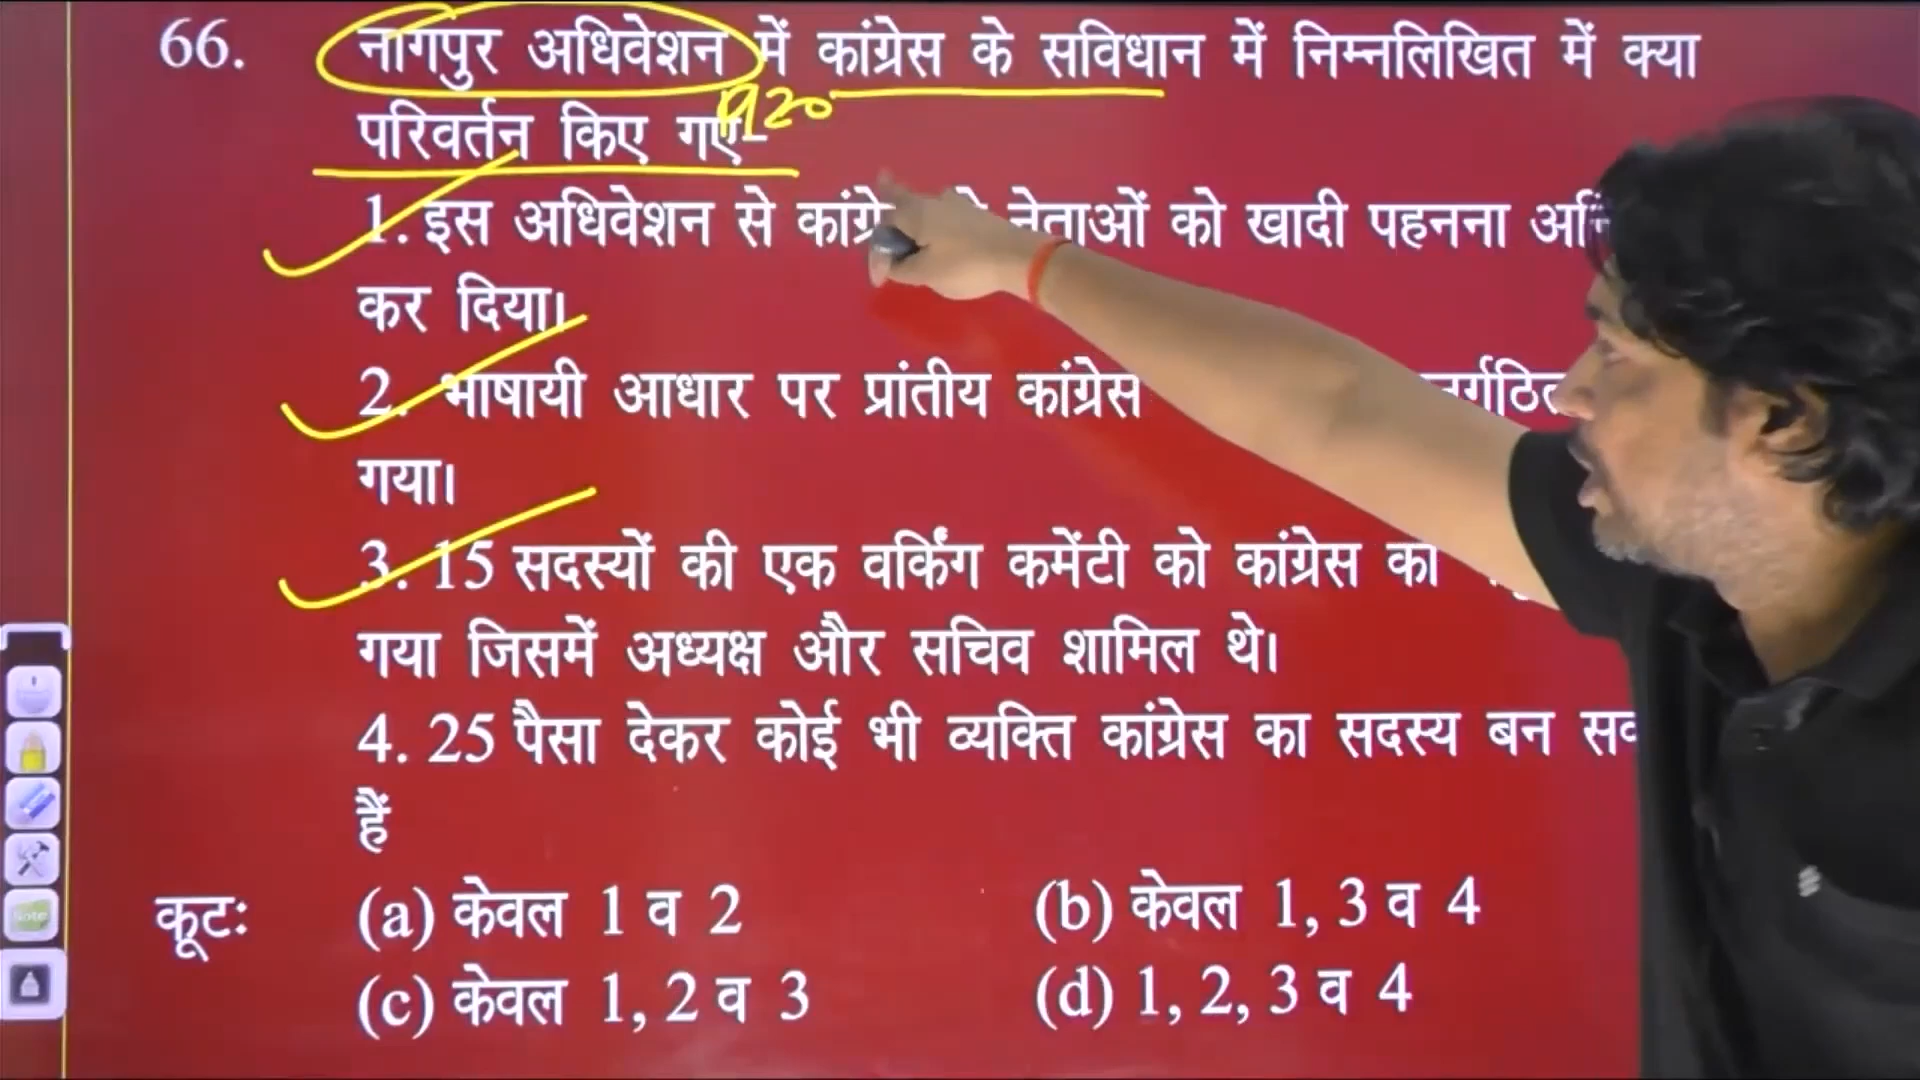 66. नागपुर अधिवेशन में कांग्रेस के सविधान में निम्नलिखित में क्या
1920
परिवर्तन किए गए–
1. इस अधिवेशन से नेताओं को खादी पहनना
कर दिया।
2. भाषायी आधार पर प्रांतीय कांग्रेस
गया।
3. 15 सदस्यों की एक वर्किंग कमेंटी को कांग्रेस का
गया जिसमें अध्यक्ष और सचिव शामिल थे।
4. 25 पैसा देकर कोई भी व्यक्ति कांग्रेस का सदस्य बन
हैं
कूटः (a) केवल 1 व 2 (b) केवल 1, 3 व 4
(c) केवल 1, 2 व 3 (d) 1, 2, 3 व 4
Note